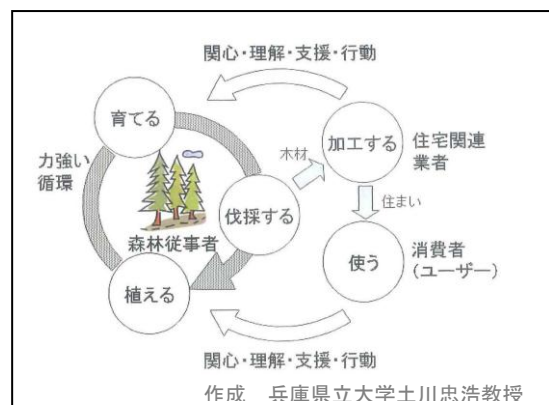 関心・理解・支援・行動
育てる
力強い
循環
木材
加工する
住宅関連
業者
伐採する
住まい
森林従事者
植える
使う
消費者
(ユーザー)
関心・理解・支援・行動
作成 兵庫県立大学土川忠浩教授